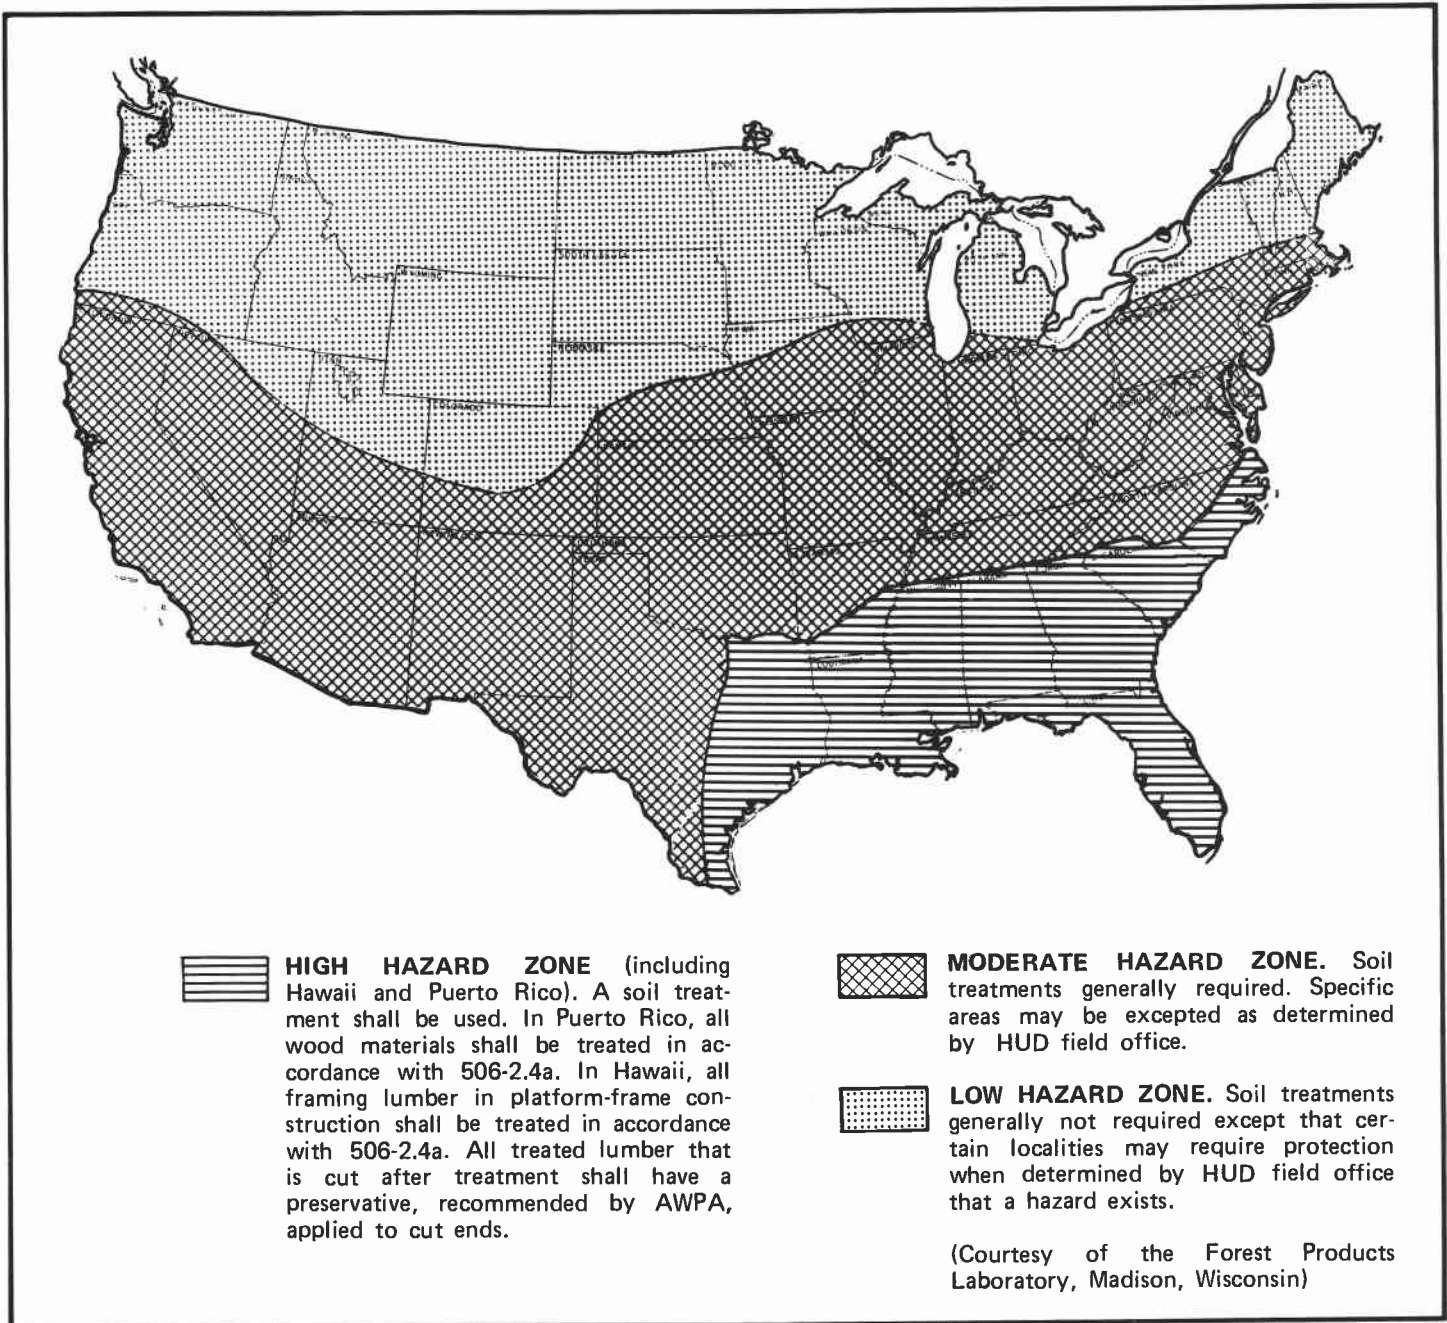 WYOMING
SOUTH DAKOTA
COLORADO
LOUISIANA
HIGH HAZARD ZONE (including
Hawaii and Puerto Rico). A soil treat-
ment shall be used. In Puerto Rico, all
wood materials shall be treated in ac-
cordance with 506-2.4a. In Hawaii, all
framing lumber in platform-frame con-
struction shall be treated in accordance
with 506-2.4a. All treated lumber that
is cut after treatment shall have a
preservative, recommended by AWPA,
applied to cut ends.
MODERATE HAZARD ZONE. Soil
treatments generally required. Specific
areas may be excepted as determined
by HUD field office.
LOW HAZARD ZONE. Soil treatments
generally not required except that cer-
tain localities may require protection
when determined by HUD field office
that a hazard exists.
(Courtesy of the Forest Products
Laboratory, Madison, Wisconsin)